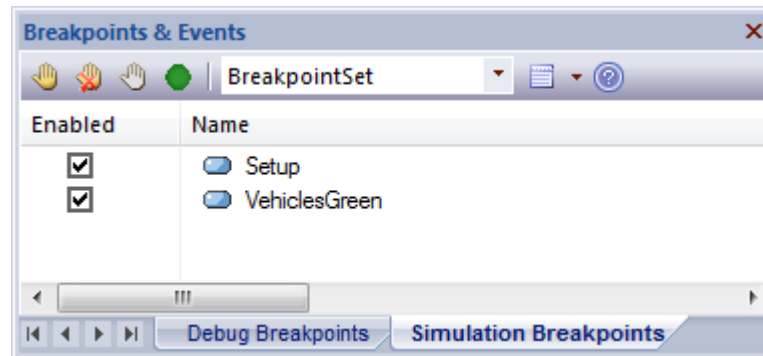 Breakpoints & Events
BreakpointSet
Enabled Name
Setup
VehiclesGreen
Debug Breakpoints Simulation Breakpoints